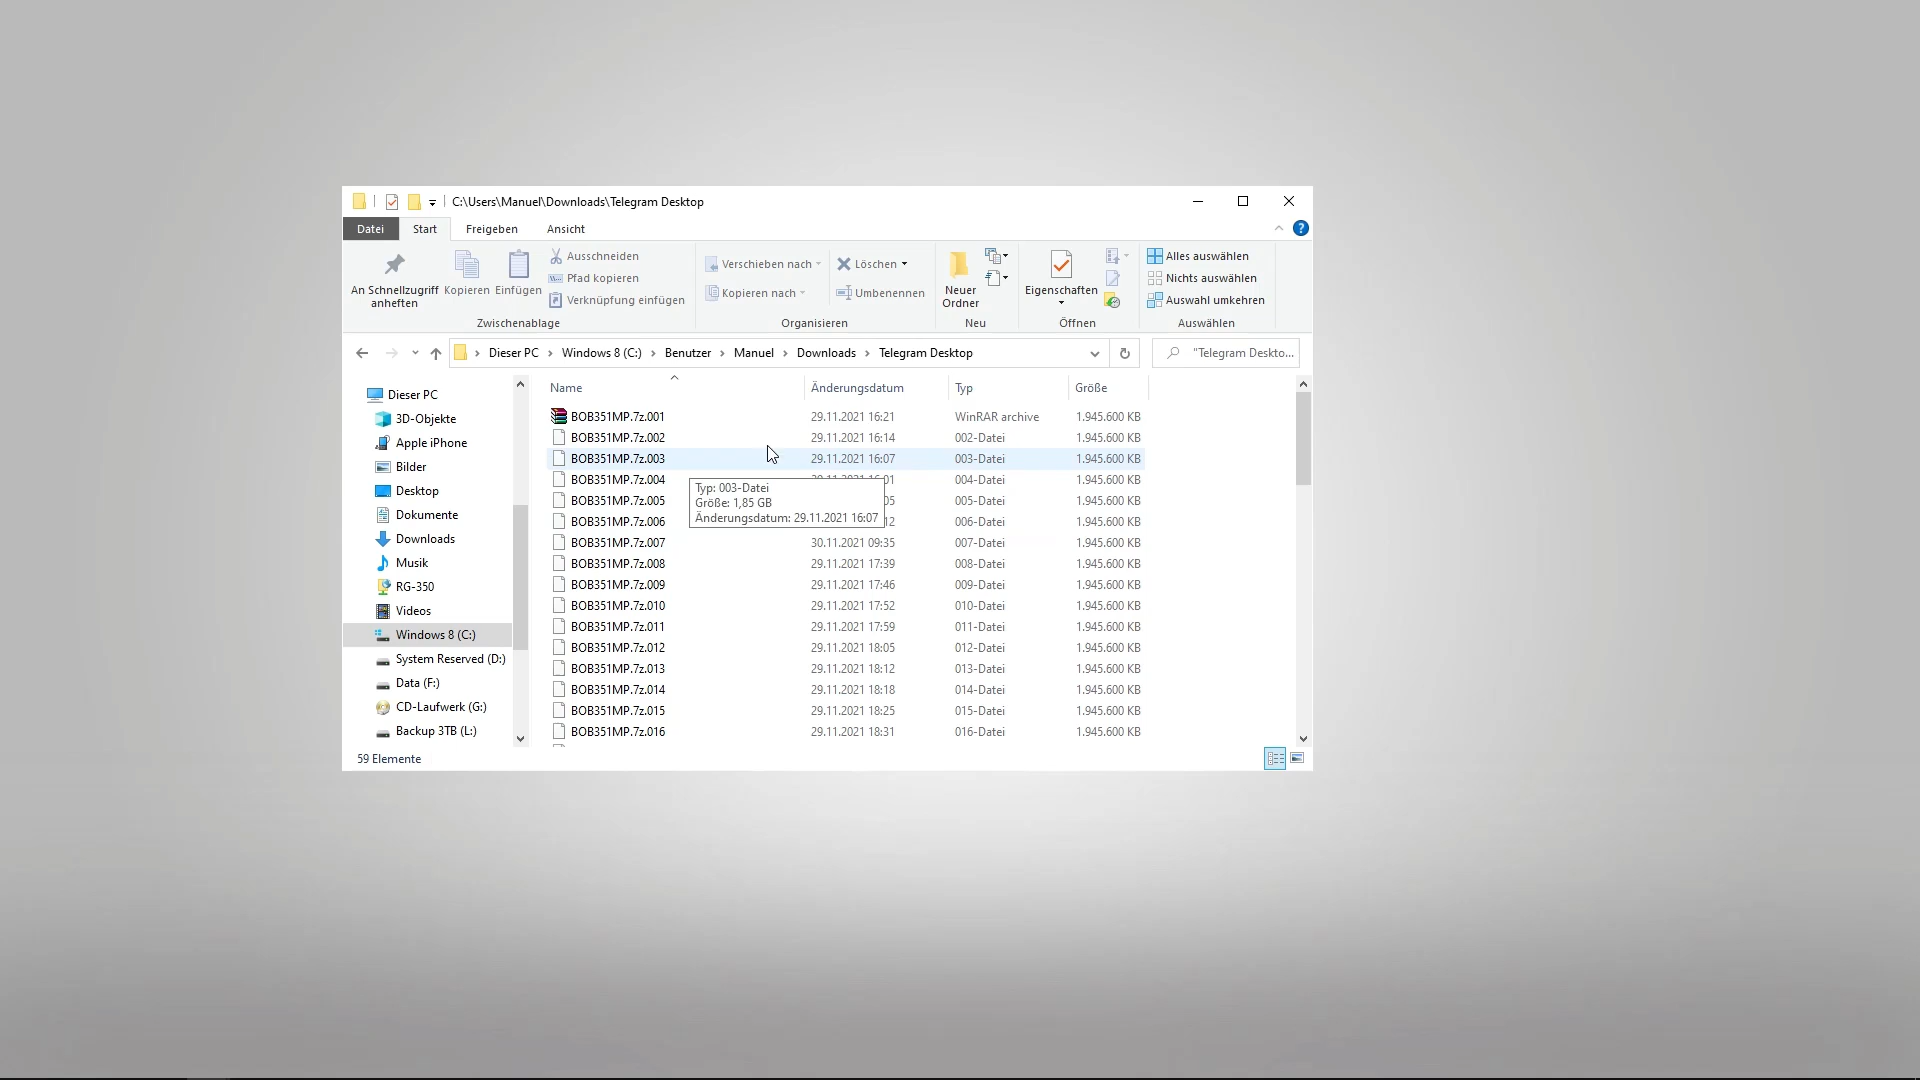 C:\Users\Manuel\Downloads\Telegram Desktop
Datei Start Freigeben Ansicht
An Schnellzugriff anheften
Kopieren
Einfügen
Ausschneiden
Pfad kopieren
Verknüpfung einfügen
Zwischenablage
Verschieben nach
Kopieren nach
Löschen
Umbenennen
Organisieren
Neuer Ordner
Neu
Eigenschaften
Öffnen
Alles auswählen
Nichts auswählen
Auswahl umkehren
Auswählen
Dieser PC › Windows 8 (C:) › Benutzer › Manuel › Downloads › Telegram Desktop
"Telegram Deskto...
Dieser PC
3D-Objekte
Apple iPhone
Bilder
Desktop
Dokumente
Downloads
Musik
RG-350
Videos
Windows 8 (C:)
System Reserved (D:)
Data (F:)
CD-Laufwerk (G:)
Backup 3TB (L:)
Name Änderungsdatum Typ Größe
BOB351MP.7z.001 29.11.2021 16:21 WinRAR archive 1.945.600 KB
BOB351MP.7z.002 29.11.2021 16:14 002-Datei 1.945.600 KB
BOB351MP.7z.003 29.11.2021 16:07 003-Datei 1.945.600 KB
BOB351MP.7z.004 29.11.2021 16:01 004-Datei 1.945.600 KB
BOB351MP.7z.005 05 005-Datei 1.945.600 KB
BOB351MP.7z.006 12 006-Datei 1.945.600 KB
Typ: 003-Datei
Größe: 1,85 GB
Änderungsdatum: 29.11.2021 16:07
BOB351MP.7z.007 30.11.2021 09:35 007-Datei 1.945.600 KB
BOB351MP.7z.008 29.11.2021 17:39 008-Datei 1.945.600 KB
BOB351MP.7z.009 29.11.2021 17:46 009-Datei 1.945.600 KB
BOB351MP.7z.010 29.11.2021 17:52 010-Datei 1.945.600 KB
BOB351MP.7z.011 29.11.2021 17:59 011-Datei 1.945.600 KB
BOB351MP.7z.012 29.11.2021 18:05 012-Datei 1.945.600 KB
BOB351MP.7z.013 29.11.2021 18:12 013-Datei 1.945.600 KB
BOB351MP.7z.014 29.11.2021 18:18 014-Datei 1.945.600 KB
BOB351MP.7z.015 29.11.2021 18:25 015-Datei 1.945.600 KB
BOB351MP.7z.016 29.11.2021 18:31 016-Datei 1.945.600 KB
59 Elemente